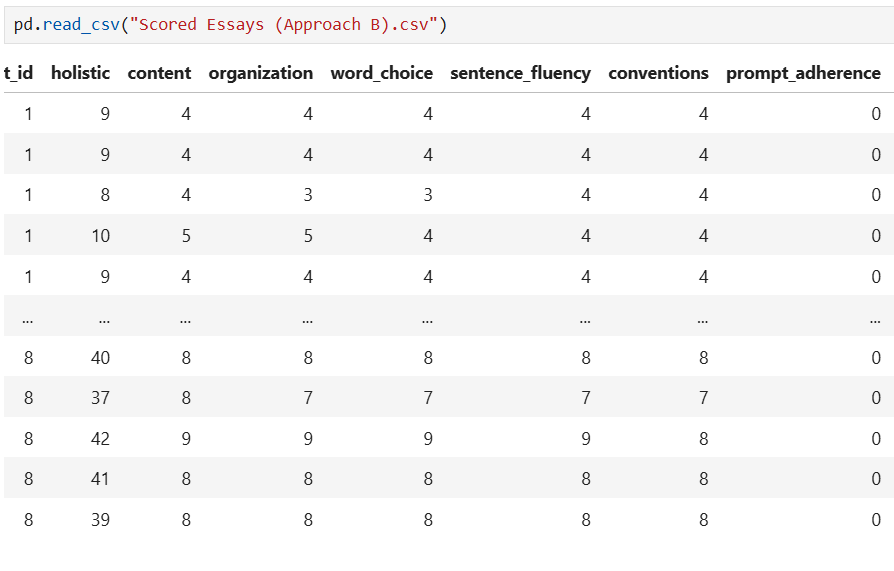 pd.read_csv("Scored Essays (Approach B).csv")
t_id holistic content organization word_choice sentence_fluency conventions prompt_adherence
1 9 4 4 4 4 4 0
1 9 4 4 4 4 4 0
1 8 4 3 3 4 4 0
1 10 5 5 4 4 4 0
1 9 4 4 4 4 4 0
... ... ... ... ... ... ... ...
8 40 8 8 8 8 8 0
8 37 8 7 7 7 7 0
8 42 9 9 9 9 8 0
8 41 8 8 8 8 8 0
8 39 8 8 8 8 8 0